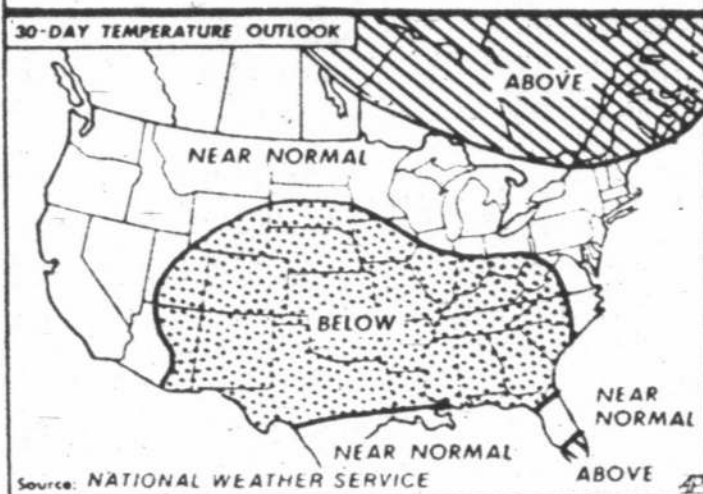 30-DAY TEMPERATURE OUTLOOK
ABOVE
NEAR NORMAL
BELOW
NEAR
NORMAL
NEAR NORMAL
ABOVE
Source: NATIONAL WEATHER SERVICE